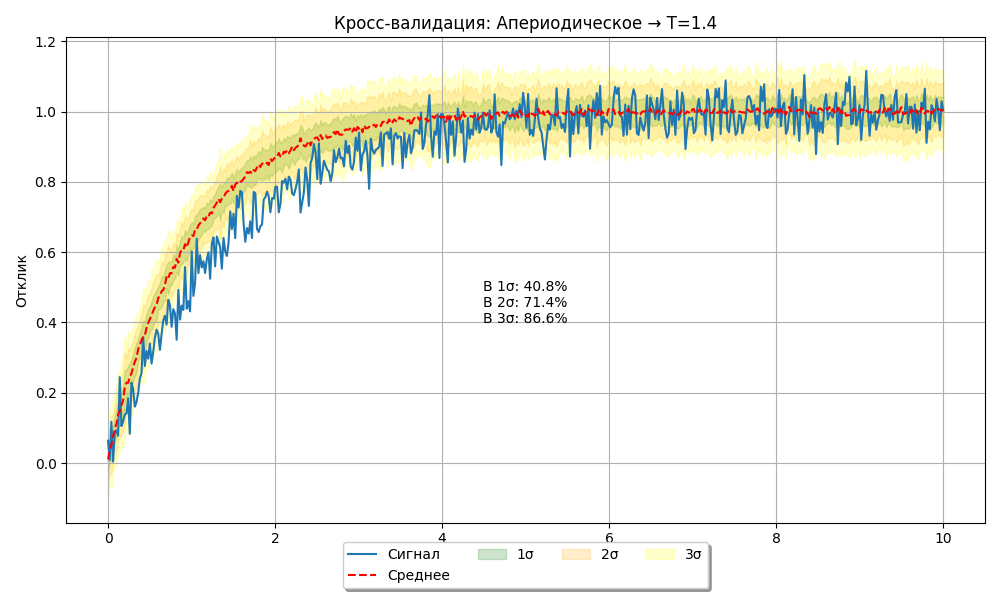 Кросс-валидация: Апериодическое → T=1.4
1.2
1.0
0.8
0.6
0.4
0.2
0.0
Отклик
В 1σ: 40.8%
В 2σ: 71.4%
В 3σ: 86.6%
0 2 4 6 8 10
Сигнал 1σ 2σ 3σ
Среднее